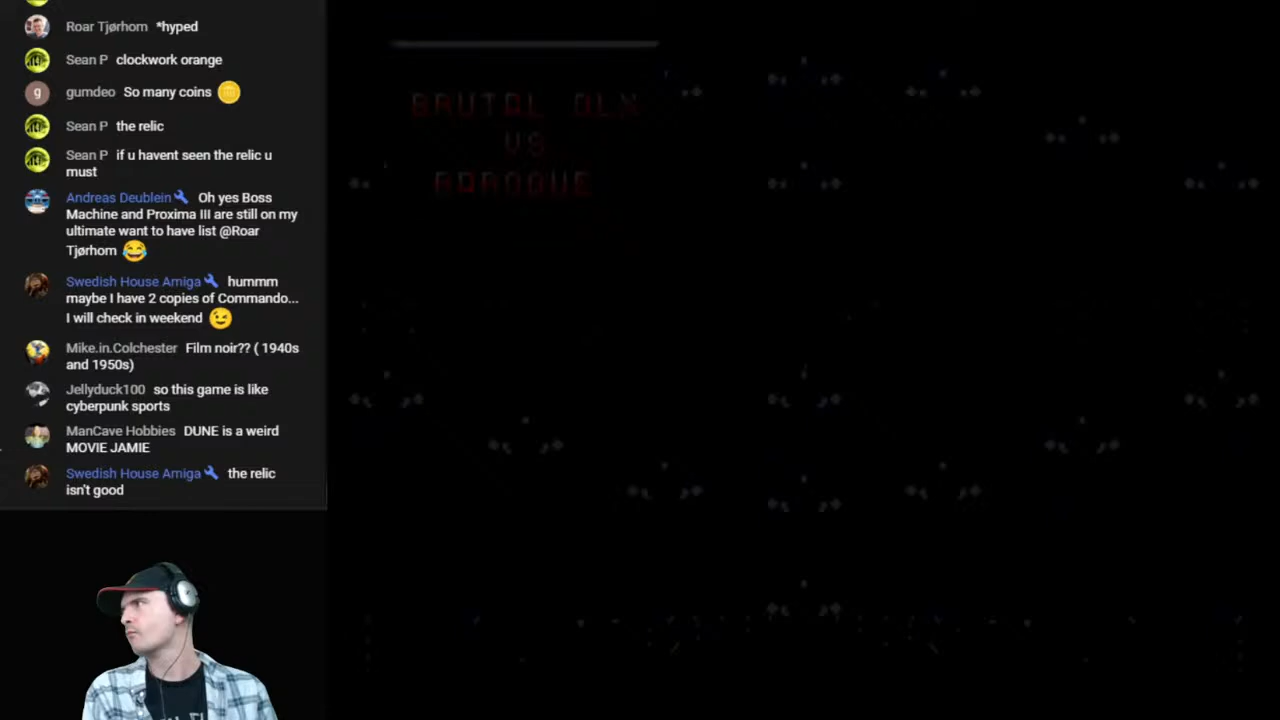 Roar Tjørhom *hyped
Sean P clockwork orange
g gumdeo So many coins
Sean P the relic
Sean P if u havent seen the relic u
must
Andreas Deublein Oh yes Boss
Machine and Proxima III are still on my
ultimate want to have list @Roar
Tjørhom 😂
Swedish House Amiga hummm
maybe I have 2 copies of Commando...
I will check in weekend 😉
Mike.in.Colchester Film noir?? ( 1940s
and 1950s)
Jellyduck100 so this game is like
cyberpunk sports
ManCave Hobbies DUNE is a weird
MOVIE JAMIE
Swedish House Amiga the relic
isn't good
BRUTAL DLX
VS